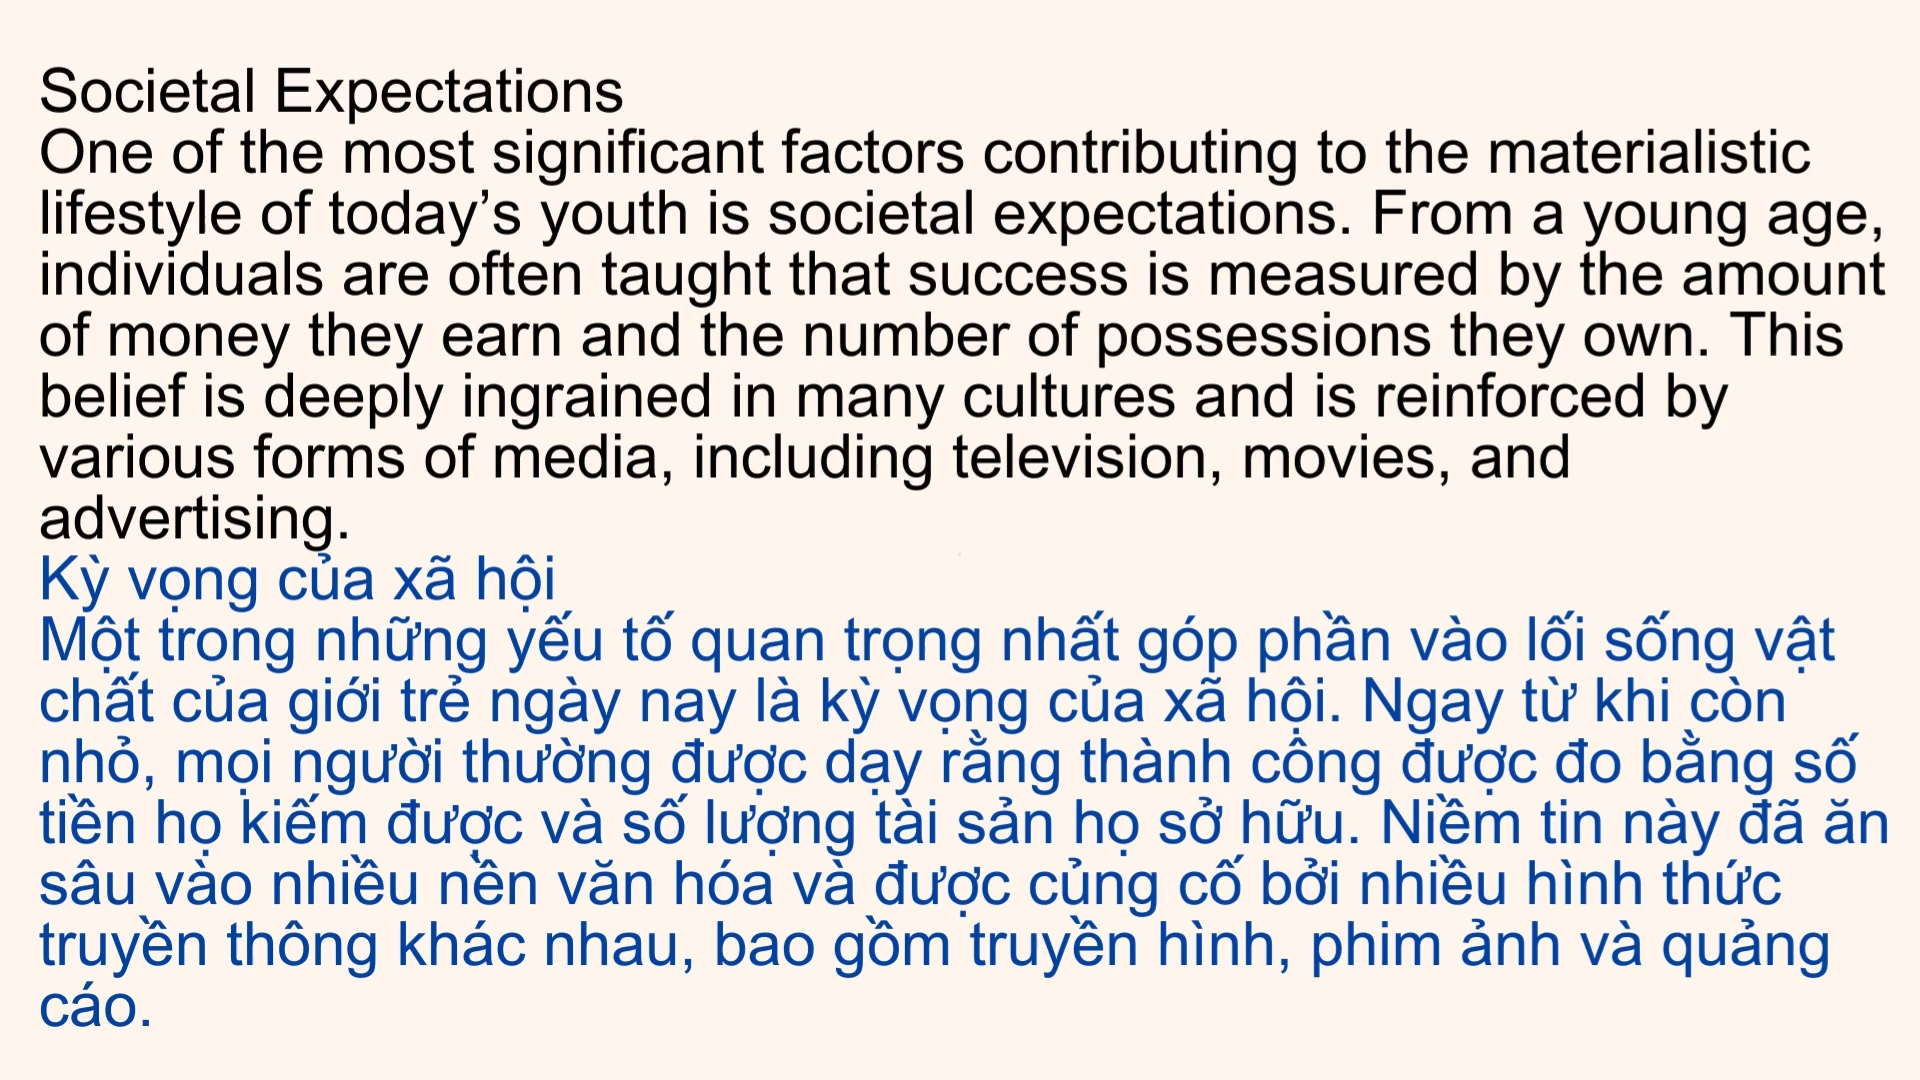 Societal Expectations
One of the most significant factors contributing to the materialistic
lifestyle of today’s youth is societal expectations. From a young age,
individuals are often taught that success is measured by the amount
of money they earn and the number of possessions they own. This
belief is deeply ingrained in many cultures and is reinforced by
various forms of media, including television, movies, and
advertising.
Kỳ vọng của xã hội
Một trong những yếu tố quan trọng nhất góp phần vào lối sống vật
chất của giới trẻ ngày nay là kỳ vọng của xã hội. Ngay từ khi còn
nhỏ, mọi người thường được dạy rằng thành công được đo bằng số
tiền họ kiếm được và số lượng tài sản họ sở hữu. Niềm tin này đã ăn
sâu vào nhiều nền văn hóa và được củng cố bởi nhiều hình thức
truyền thông khác nhau, bao gồm truyền hình, phim ảnh và quảng
cáo.